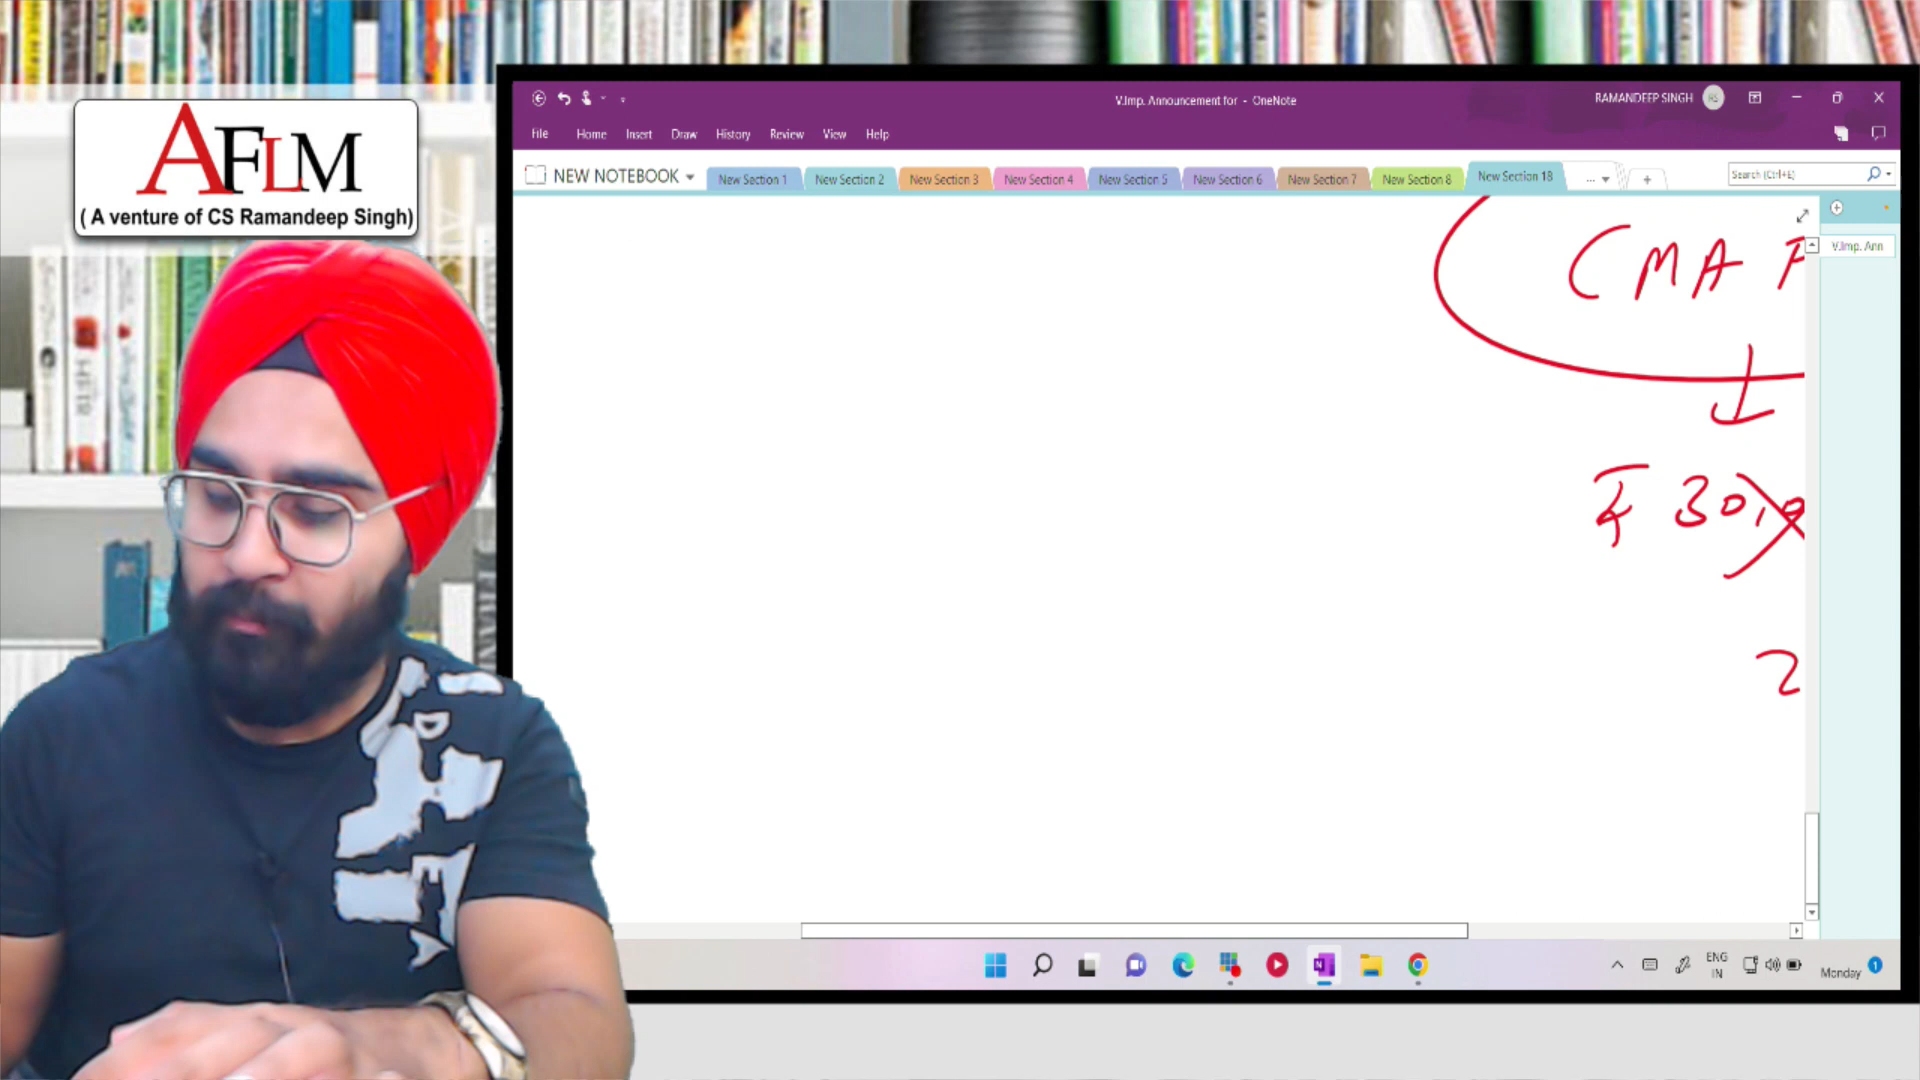 AFLM
( A venture of CS Ramandeep Singh)
V.Imp. Announcement for - OneNote
RAMANDEEP SINGH
RS
File Home Insert Draw History Review View Help
NEW NOTEBOOK
New Section 1 New Section 2 New Section 3 New Section 4 New Section 5 New Section 6 New Section 7 New Section 8 New Section 18 ...
Search (Ctrl+E)
V.Imp. Ann
CMA F
₹ 30,0
2
ENG
IN
Monday 1